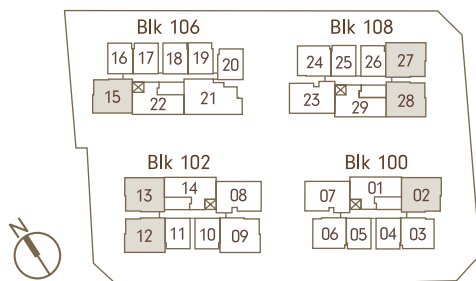 Blk 106 Blk 108
16 17 18 19 20 24 25 26 27
15 22 21 23 29 28
Blk 102 Blk 100
13 14 08 07 01 02
12 11 10 09 06 05 04 03
N